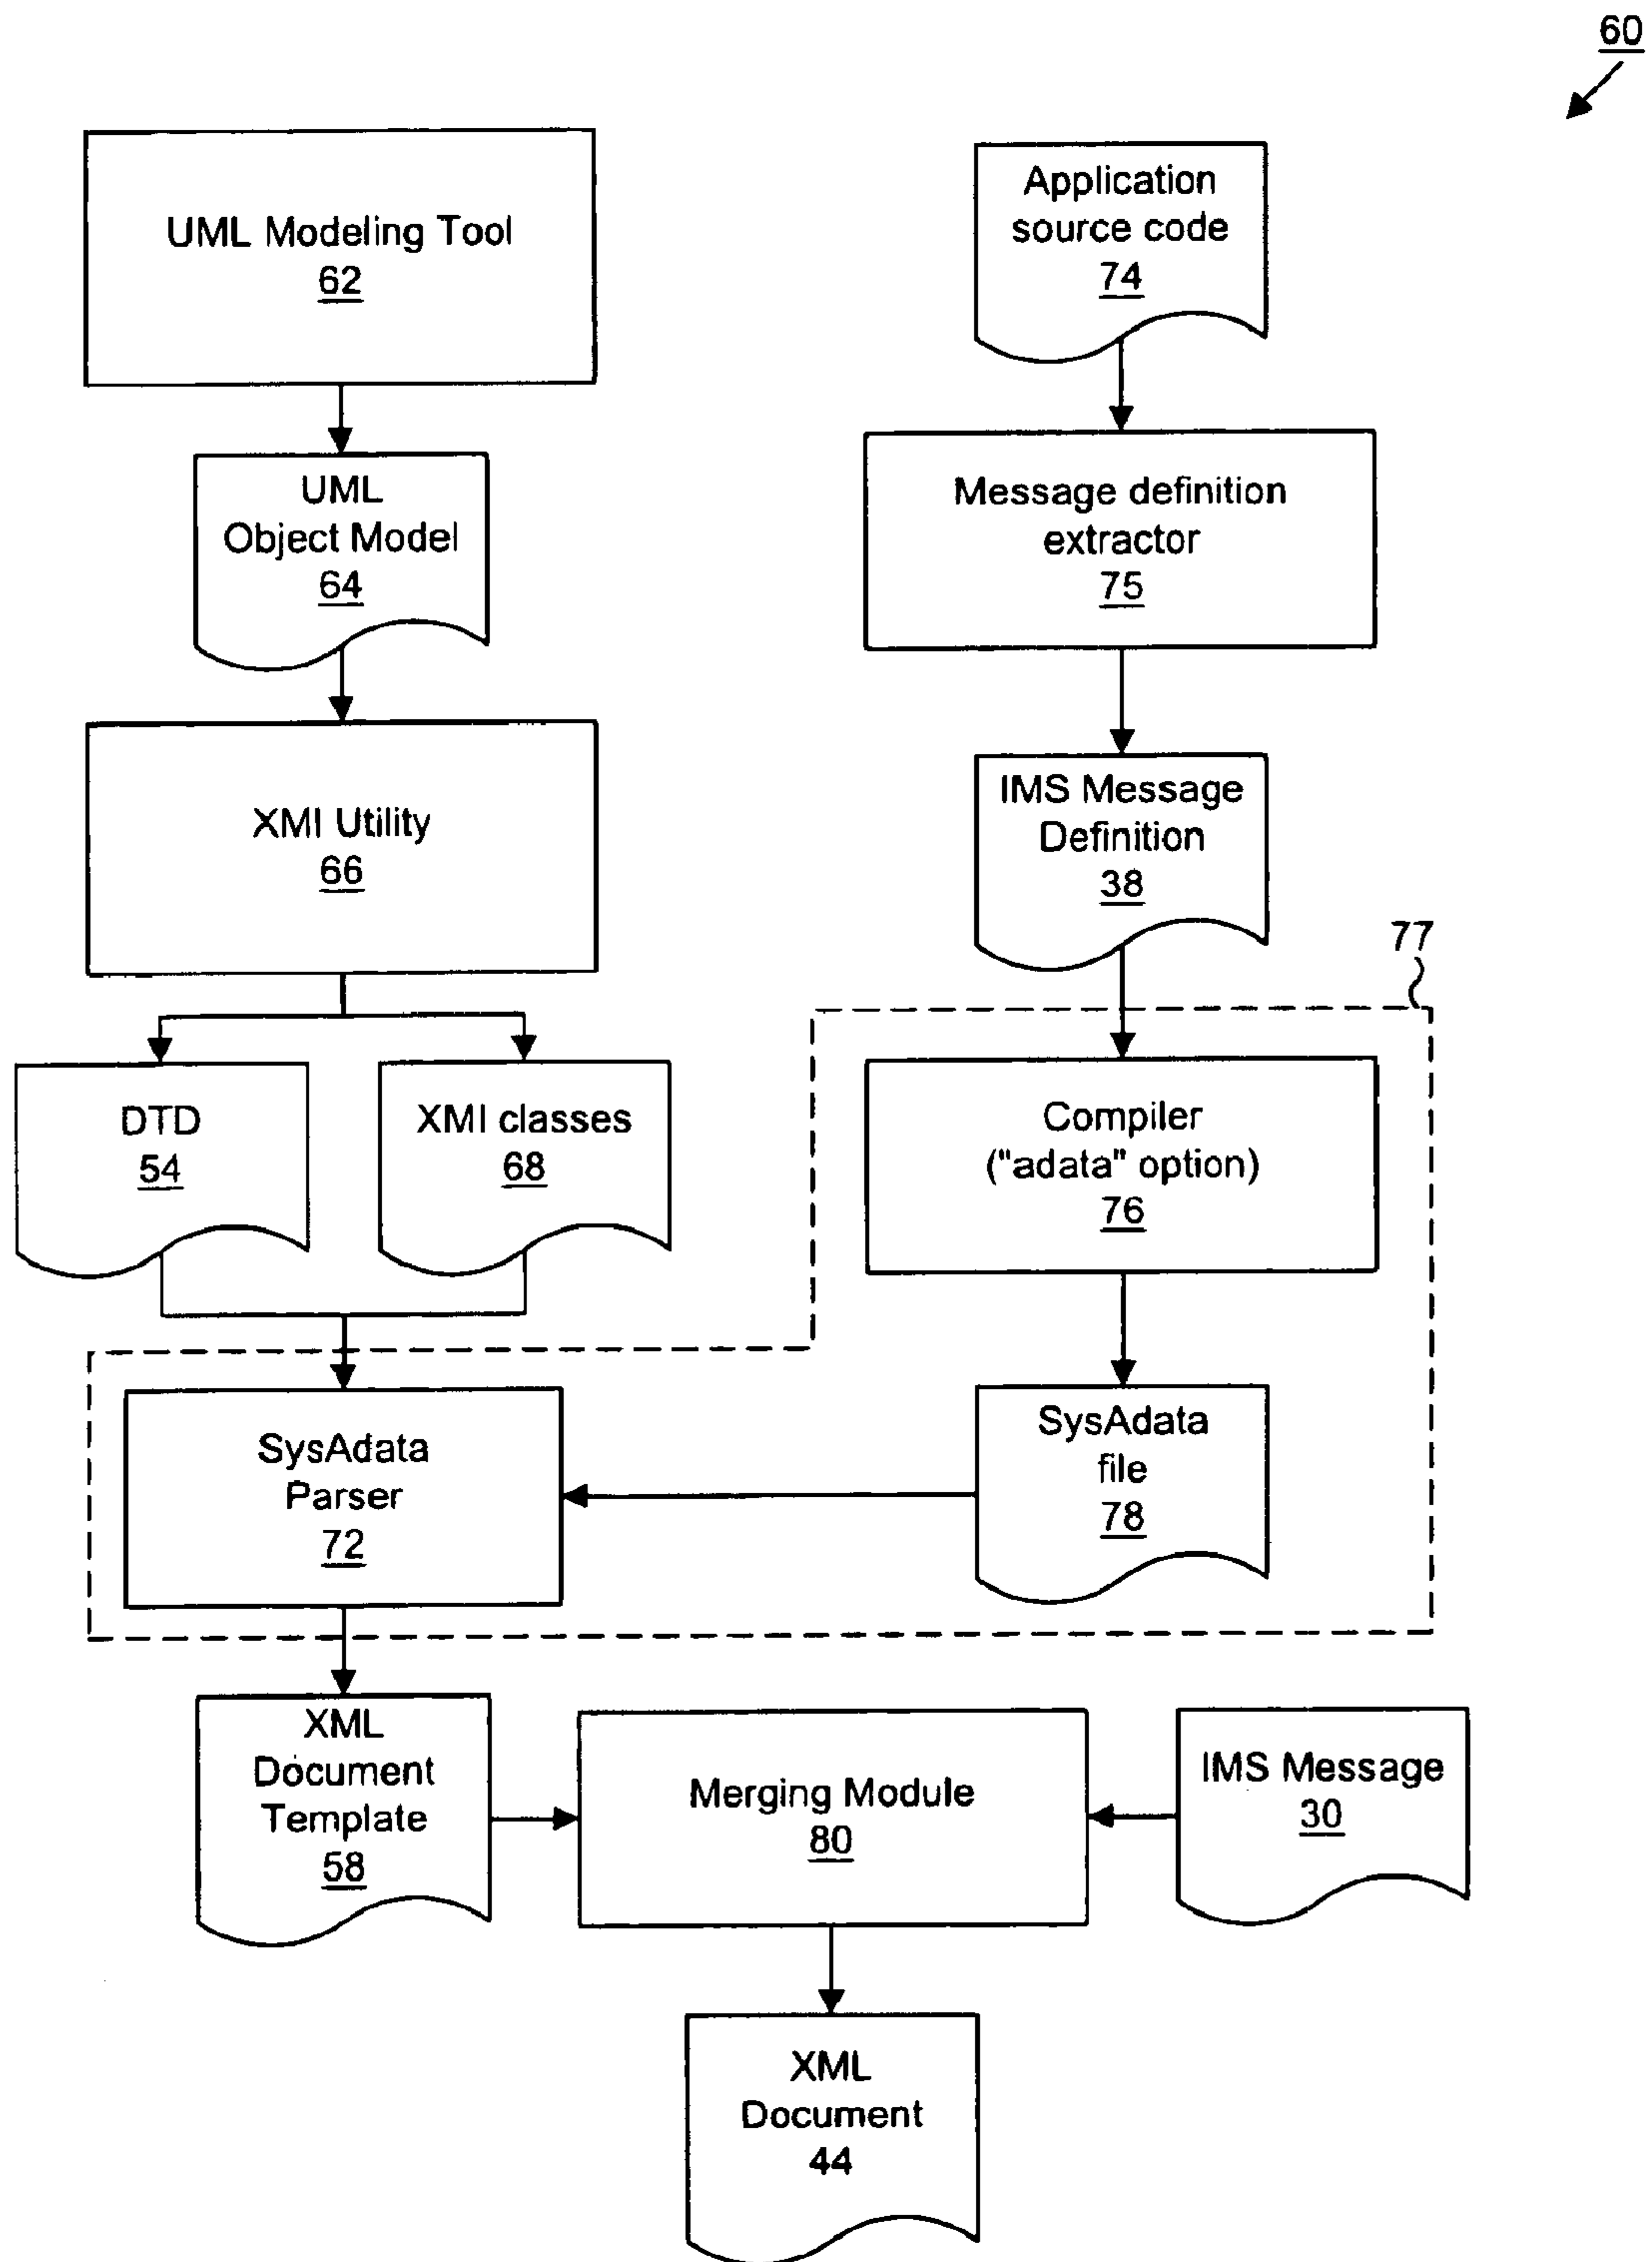 60
UML Modeling Tool
62
Application
source code
74
UML
Object Model
64
Message definition
extractor
75
XMI Utility
66
IMS Message
Definition
38
77
DTD
54
XMI classes
68
Compiler
("adata" option)
76
SysAdata
Parser
72
SysAdata
file
78
XML
Document
Template
58
Merging Module
80
IMS Message
30
XML
Document
44